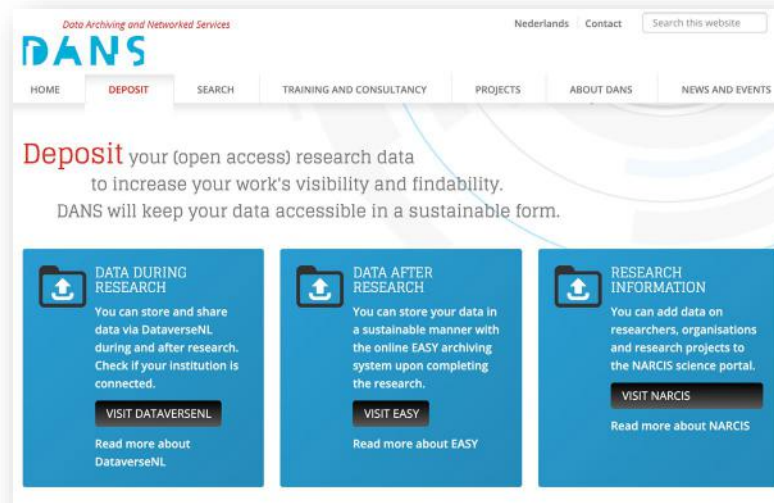 Data Archiving and Networked Services
DANS
Nederlands Contact Search this website
HOME DEPOSIT SEARCH TRAINING AND CONSULTANCY PROJECTS ABOUT DANS NEWS AND EVENTS
Deposit your (open access) research data
to increase your work's visibility and findability.
DANS will keep your data accessible in a sustainable form.
DATA DURING
RESEARCH
You can store and share
data via DataverseNL
during and after research.
Check if your institution is
connected.
VISIT DATAVERSENL
Read more about
DataverseNL
DATA AFTER
RESEARCH
You can store your data in
a sustainable manner with
the online EASY archiving
system upon completing
the research.
VISIT EASY
Read more about EASY
RESEARCH
INFORMATION
You can add data on
researchers, organisations
and research projects to
the NARCIS science portal.
VISIT NARCIS
Read more about NARCIS